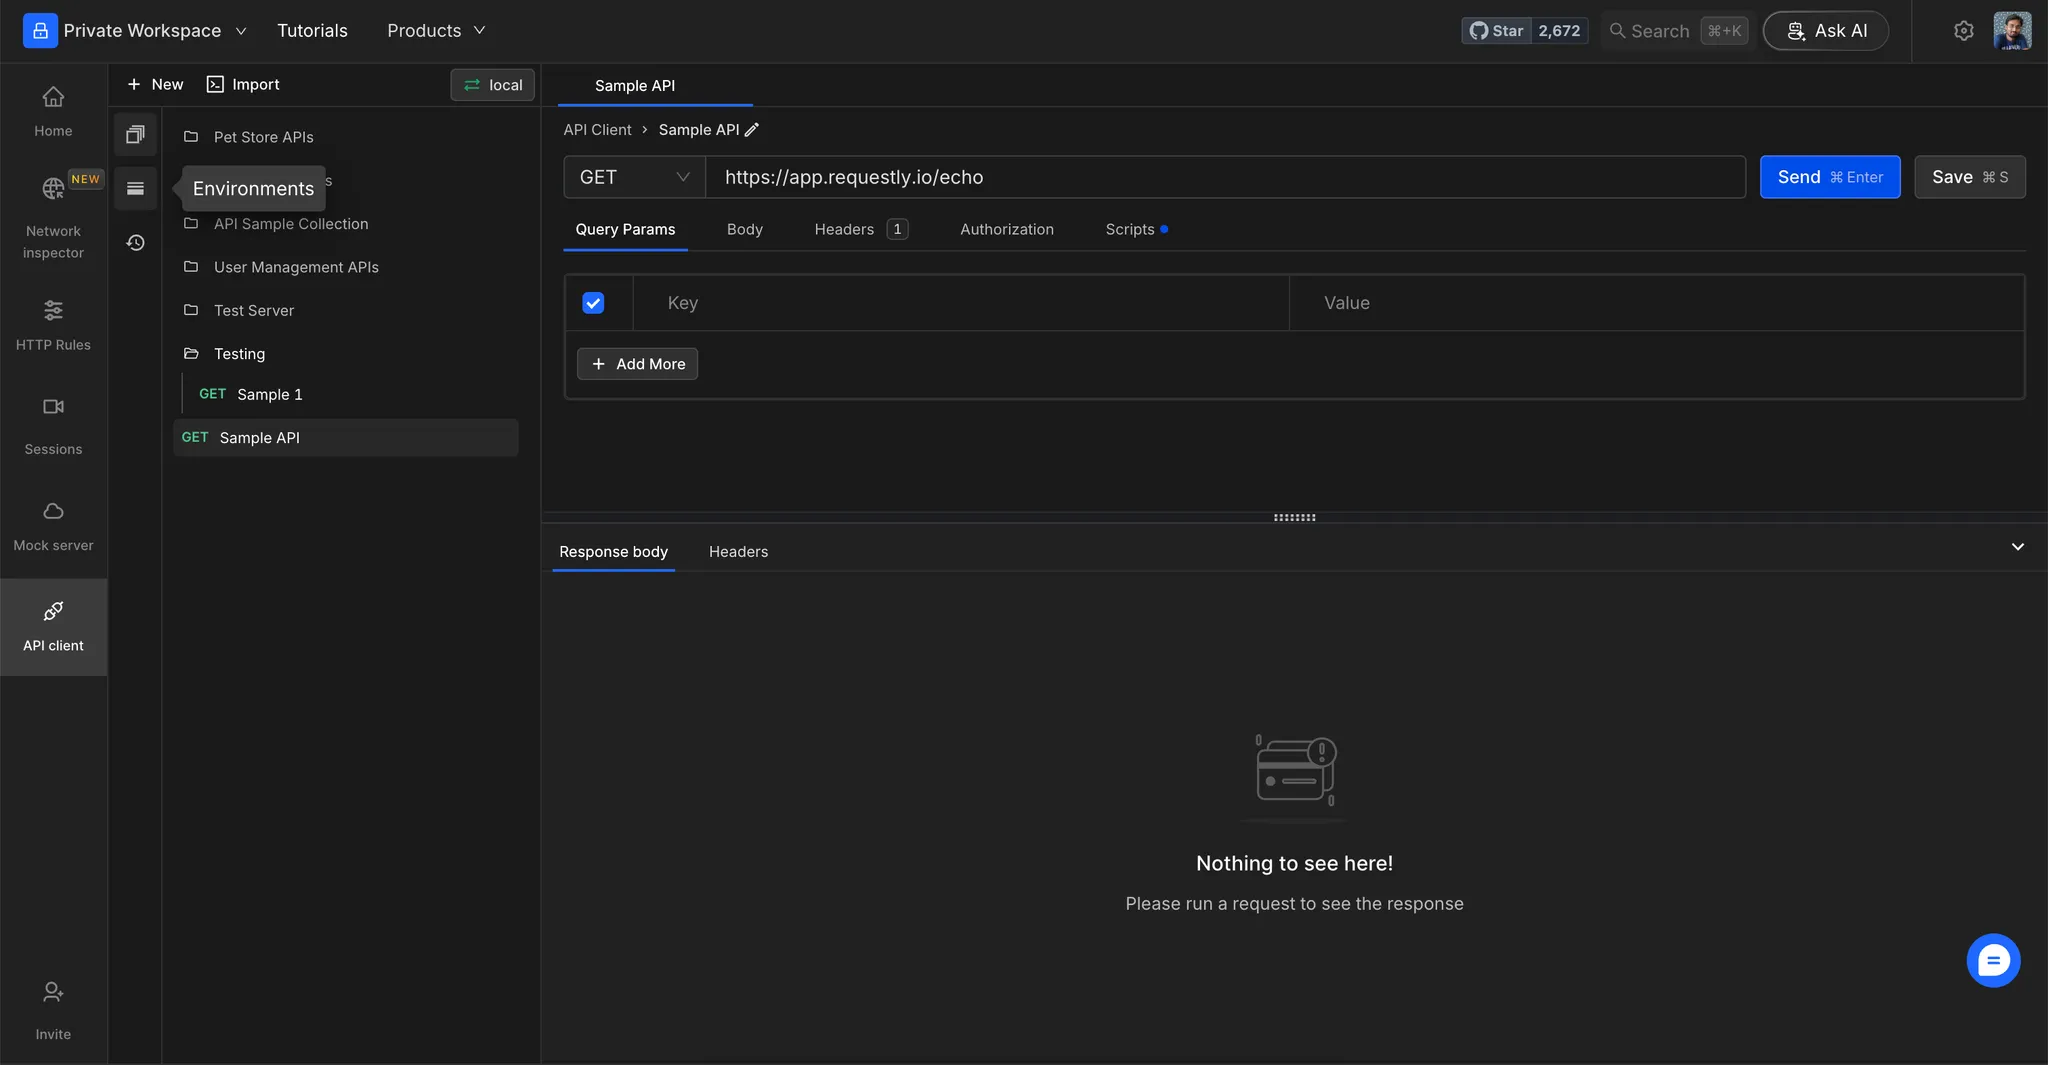 Private Workspace
Tutorials
Products
Star 2,672
Search ⌘+K
Ask AI
Home
NEW
Network
inspector
HTTP Rules
Sessions
Mock server
API client
Invite
+ New
Import
local
Pet Store APIs
Environments
API Sample Collection
User Management APIs
Test Server
Testing
GET Sample 1
GET Sample API
Sample API
API Client › Sample API
GET
https://app.requestly.io/echo
Send ⌘ Enter
Save ⌘ S
Query Params
Body
Headers 1
Authorization
Scripts
Key
Value
+ Add More
Response body
Headers
Nothing to see here!
Please run a request to see the response